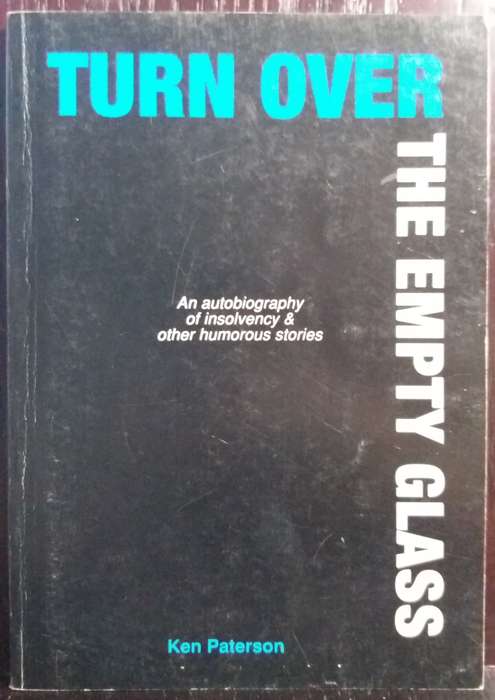 TURN OVER
THE EMPTY GLASS
An autobiography
of insolvency &
other humorous stories
Ken Paterson